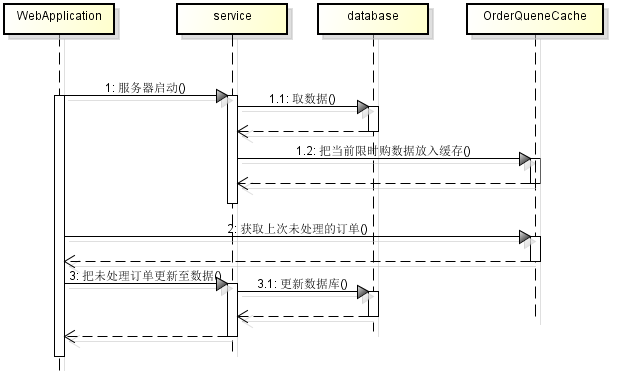 WebApplication
service
database
OrderQueneCache
1: 服务器启动()
1.1: 取数据()
1.2: 把当前限时购数据放入缓存()
2: 获取上次未处理的订单()
3: 把未处理订单更新至数据()
3.1: 更新数据库()